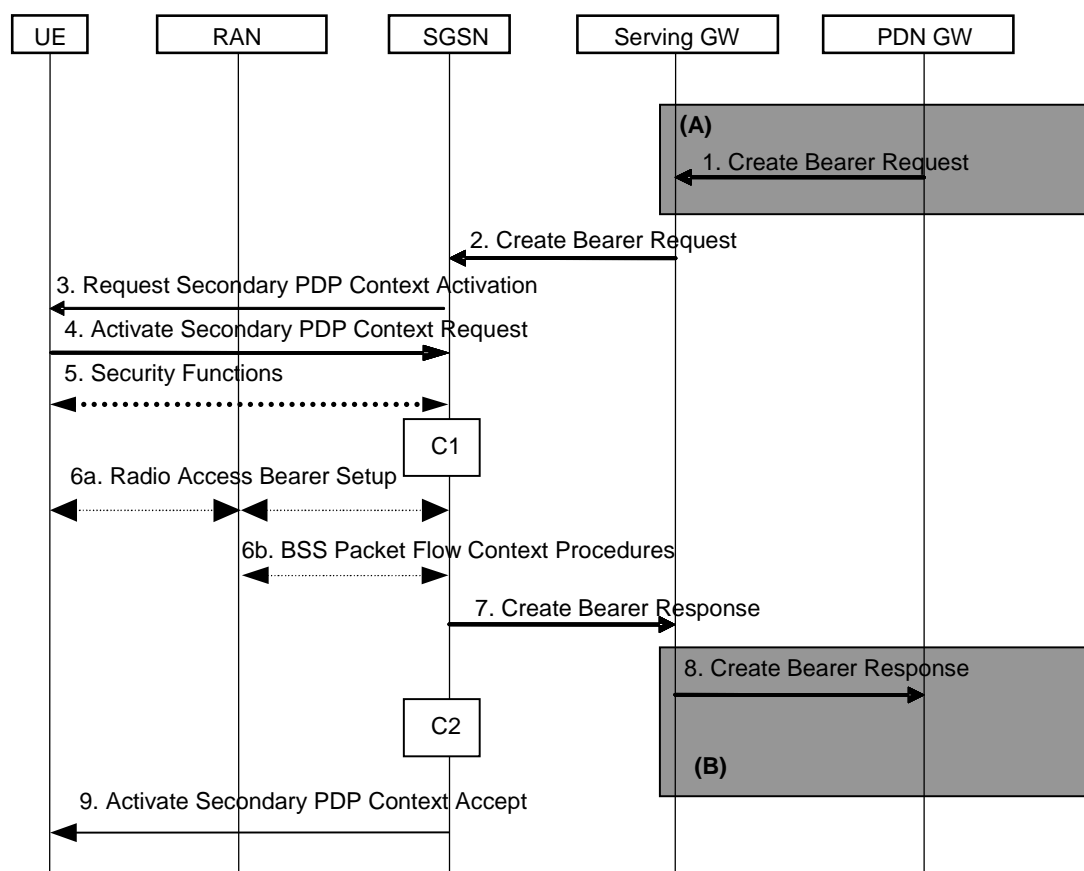 UE
RAN
SGSN
Serving GW
PDN GW
(A)
1. Create Bearer Request
2. Create Bearer Request
3. Request Secondary PDP Context Activation
4. Activate Secondary PDP Context Request
5. Security Functions
C1
6a. Radio Access Bearer Setup
6b. BSS Packet Flow Context Procedures
7. Create Bearer Response
8. Create Bearer Response
C2
(B)
9. Activate Secondary PDP Context Accept